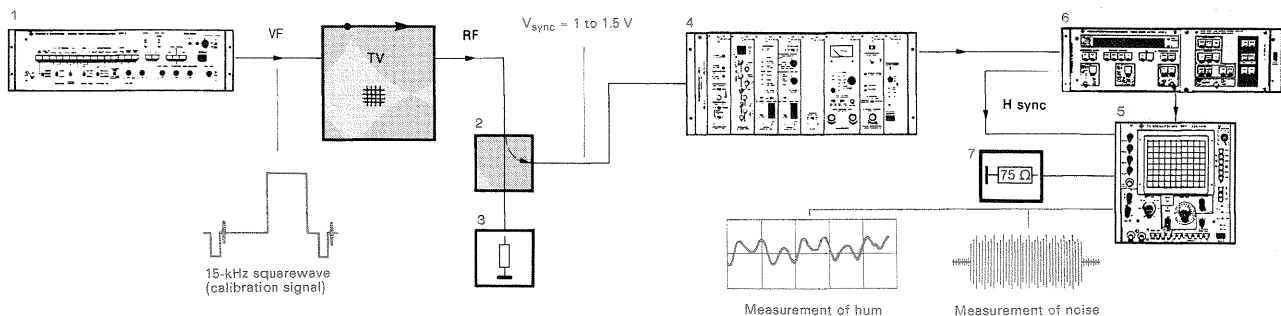 1
VF
TV
RF
V_sync = 1 to 1.5 V
4
6
H sync
5
2
7
75 Ω
3
15-kHz squarewave
(calibration signal)
Measurement of hum
Measurement of noise